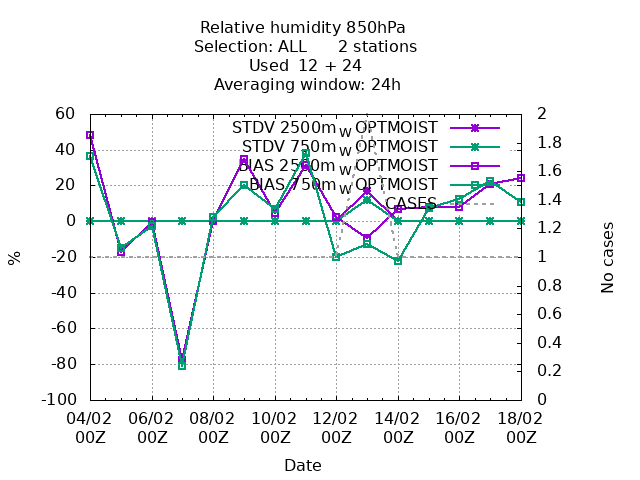 Relative humidity 850hPa
Selection: ALL 2 stations
Used 12 + 24
Averaging window: 24h
STDV 2500m W OPTMOIST
STDV 750m W OPTMOIST
BIAS 2500m W OPTMOIST
BIAS 750m W OPTMOIST
CASES
60
40
20
0
-20
-40
-60
-80
-100
%
2
1.8
1.6
1.4
1.2
1
0.8
0.6
0.4
0.2
0
No cases
04/02 06/02 08/02 10/02 12/02 14/02 16/02 18/02
00Z 00Z 00Z 00Z 00Z 00Z 00Z 00Z
Date